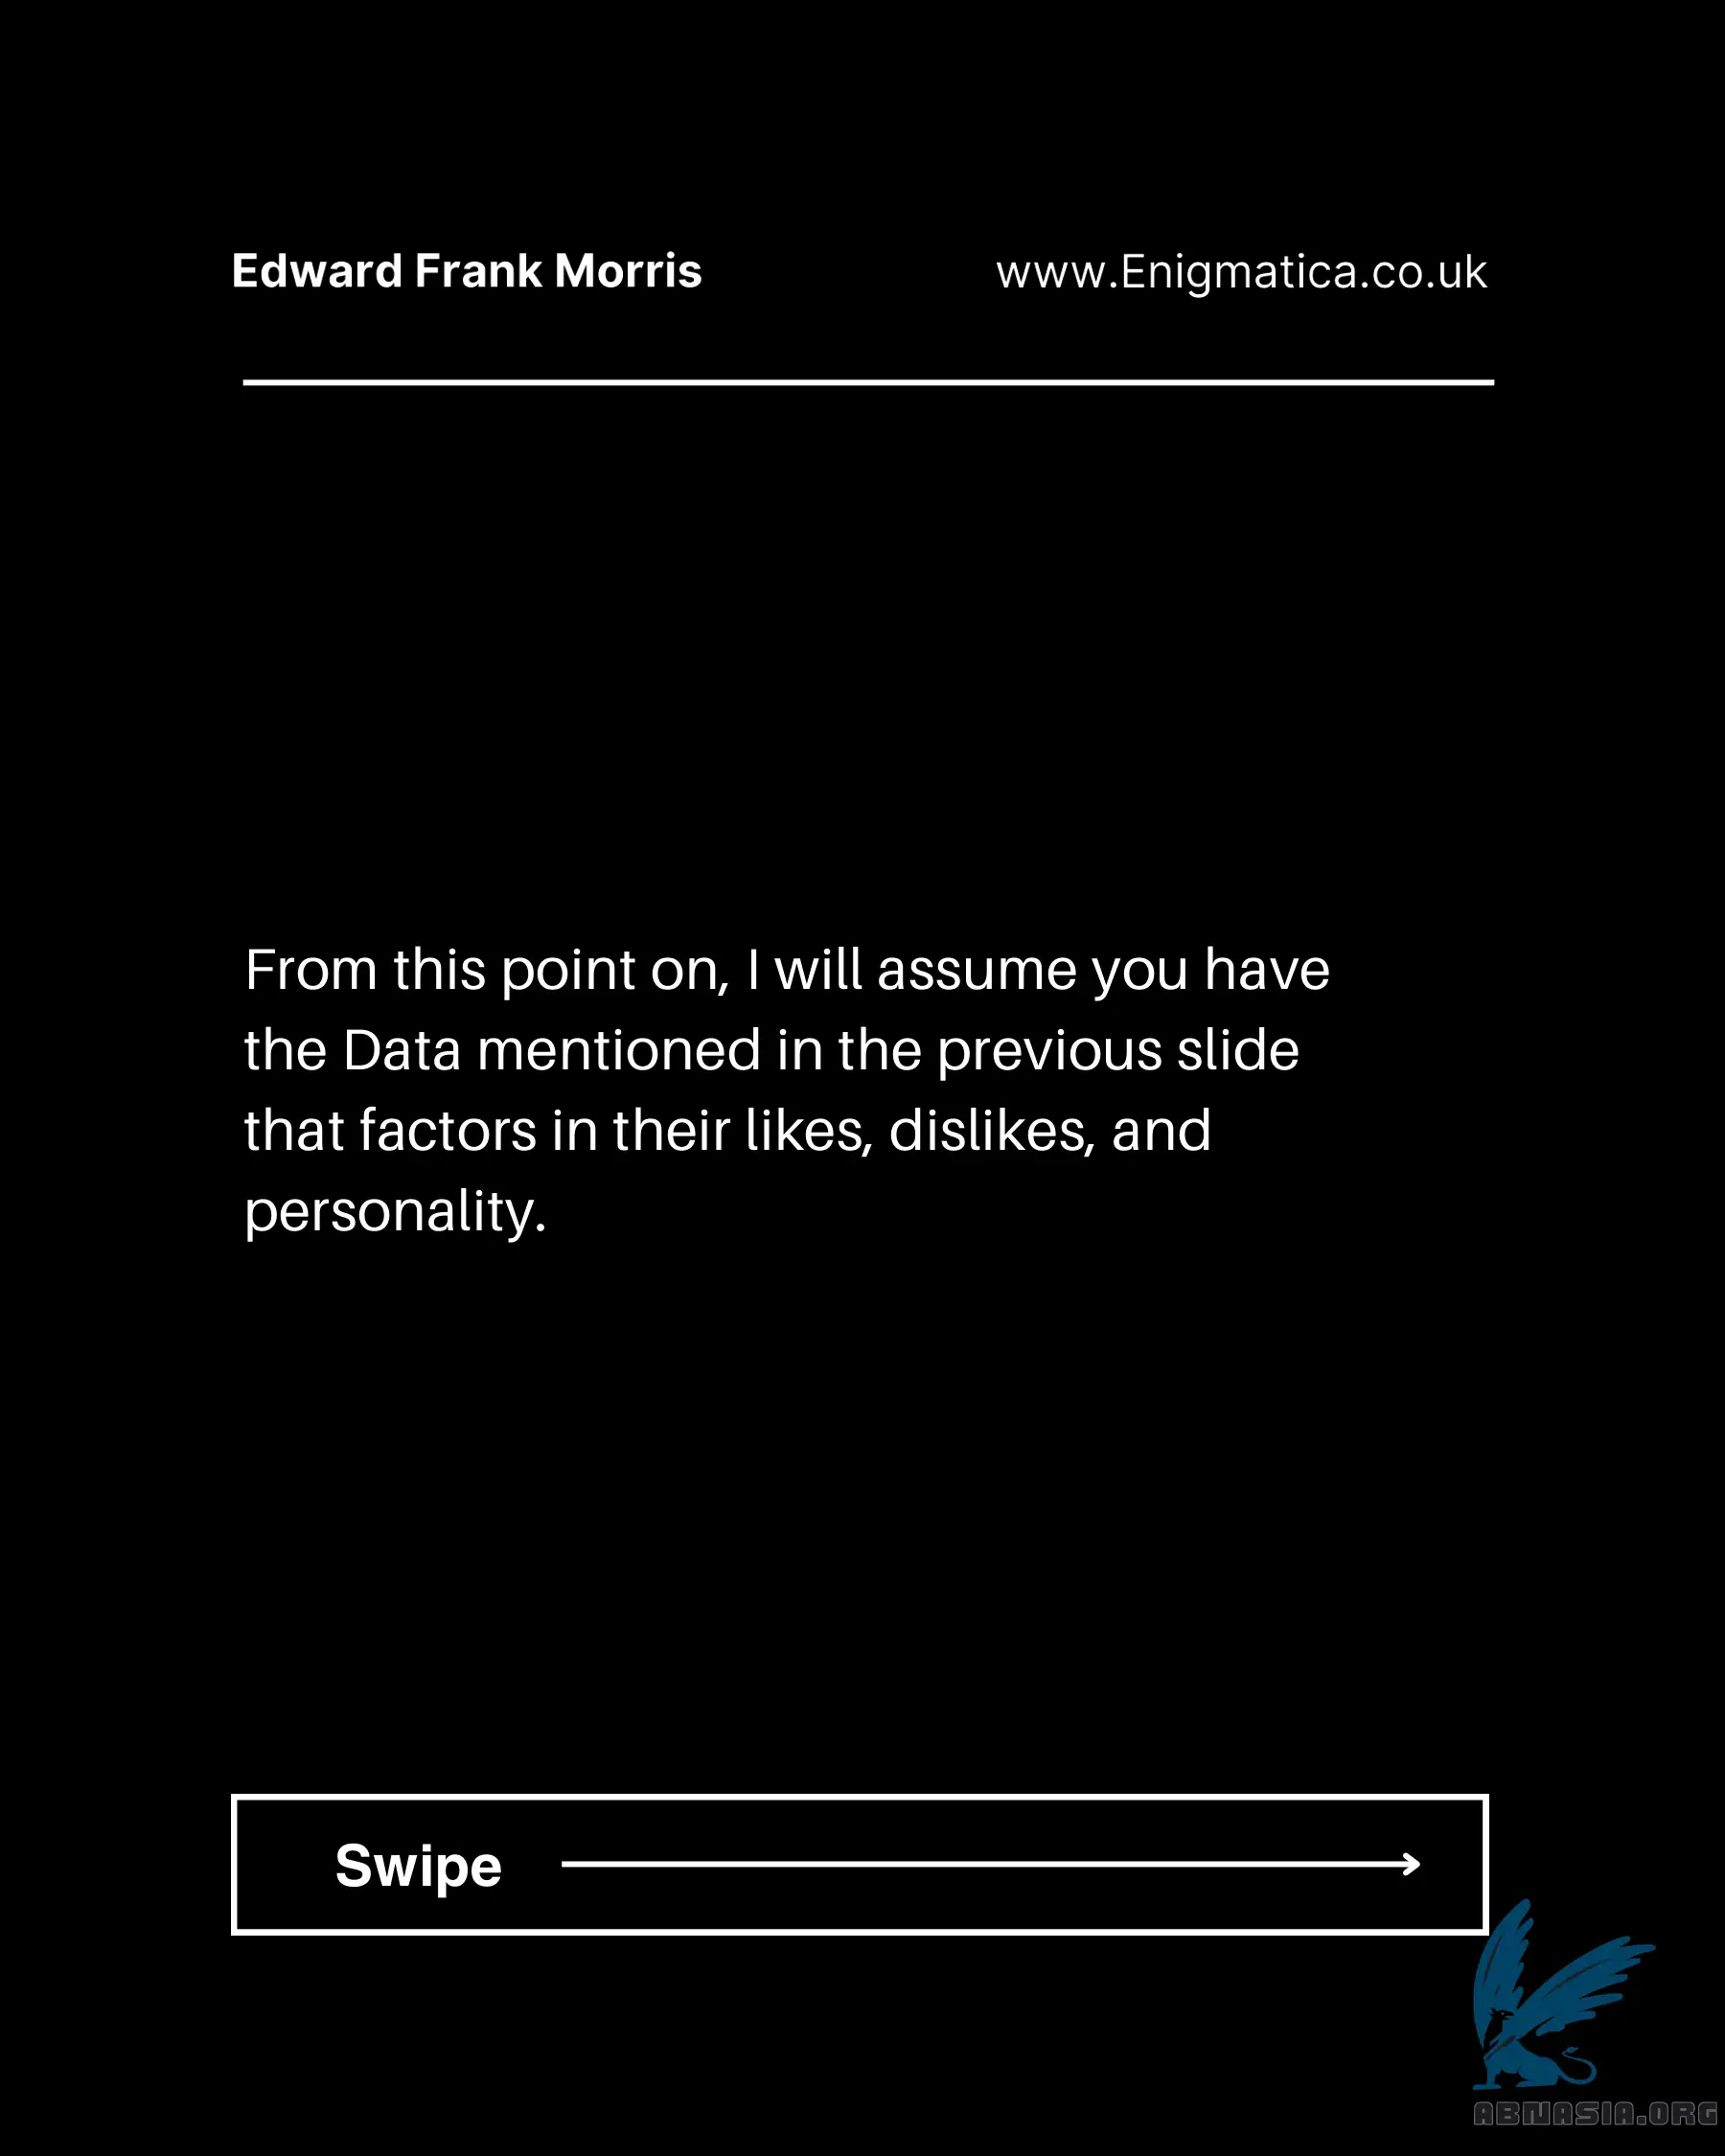 Edward Frank Morris
www.Enigmatica.co.uk
From this point on, I will assume you have
the Data mentioned in the previous slide
that factors in their likes, dislikes, and
personality.
Swipe
ABNASIA.ORG